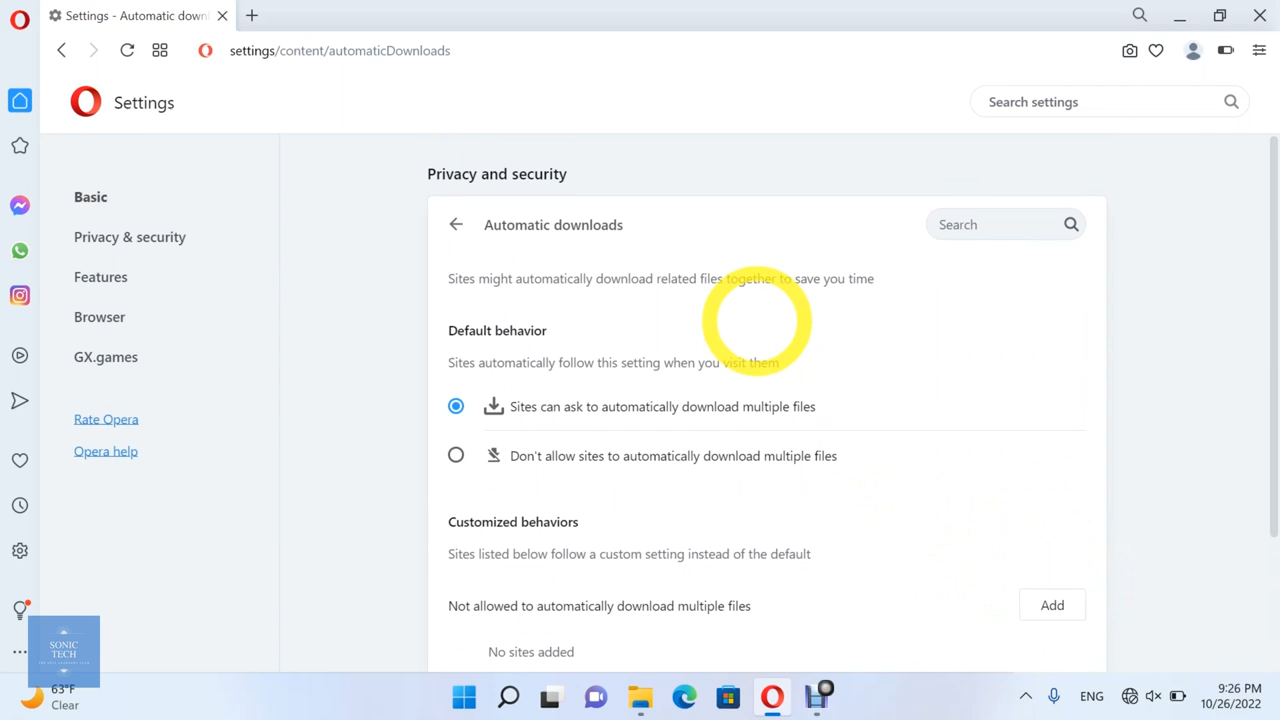 Settings - Automatic downl
settings/content/automaticDownloads
Settings
Search settings
Basic
Privacy & security
Features
Browser
GX.games
Rate Opera
Opera help
Privacy and security
Automatic downloads
Search
Sites might automatically download related files together to save you time
Default behavior
Sites automatically follow this setting when you visit them
Sites can ask to automatically download multiple files
Don't allow sites to automatically download multiple files
Customized behaviors
Sites listed below follow a custom setting instead of the default
Not allowed to automatically download multiple files
Add
No sites added
SONIC
TECH
63°F
Clear
ENG
9:26 PM
10/26/2022